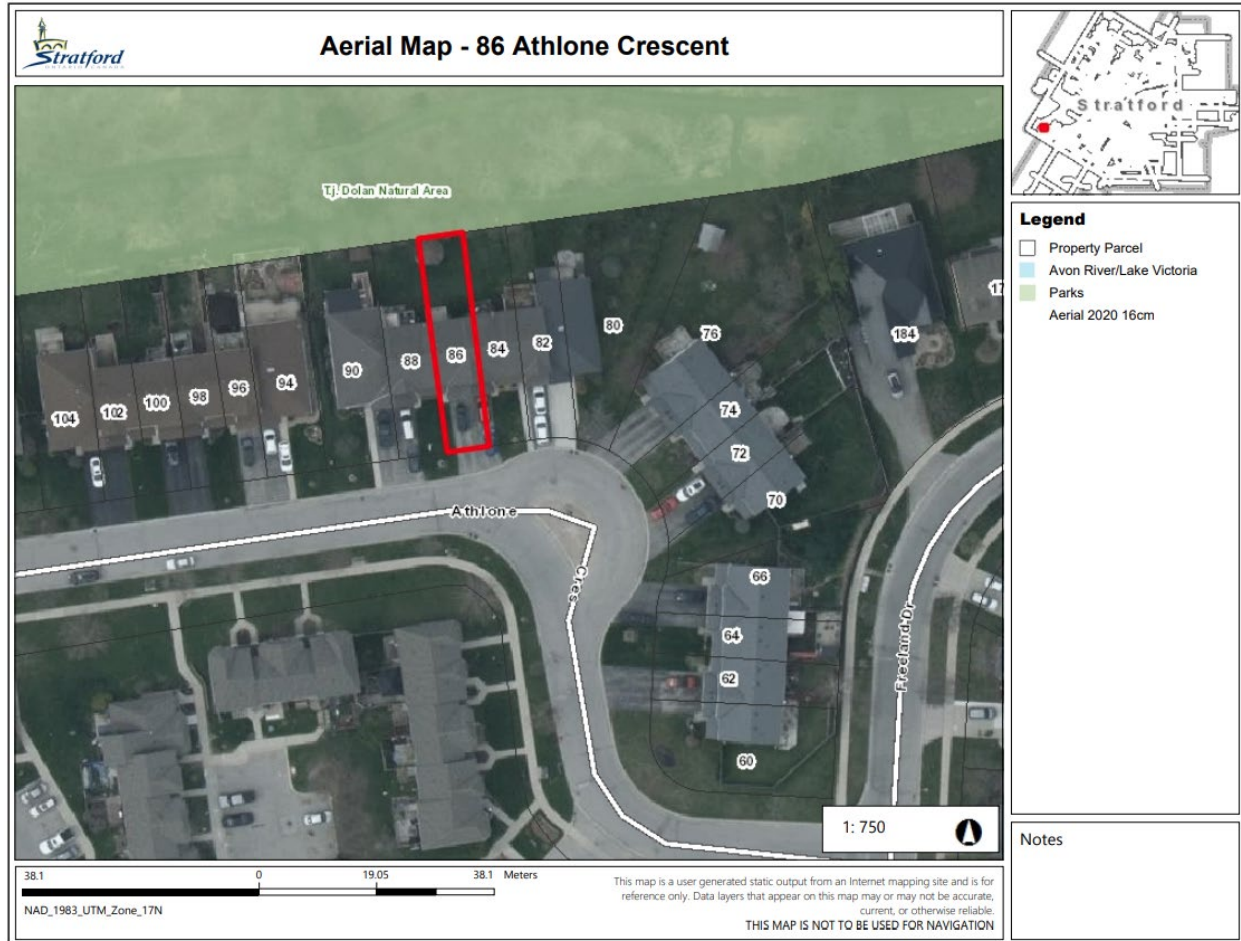 Stratford
ONTARIO CANADA
Aerial Map - 86 Athlone Crescent
Stratford
T.j. Dolan Natural Area
Legend
Property Parcel
Avon River/Lake Victoria
Parks
Aerial 2020 16cm
104
102
100
98
96
94
90
88
86
84
82
80
76
74
72
70
184
17
Athlone
Cres
66
64
62
60
Freeland Dr
1: 750
Notes
38.1
0
19.05
38.1 Meters
NAD_1983_UTM_Zone_17N
This map is a user generated static output from an Internet mapping site and is for
reference only. Data layers that appear on this map may or may not be accurate,
current, or otherwise reliable.
THIS MAP IS NOT TO BE USED FOR NAVIGATION